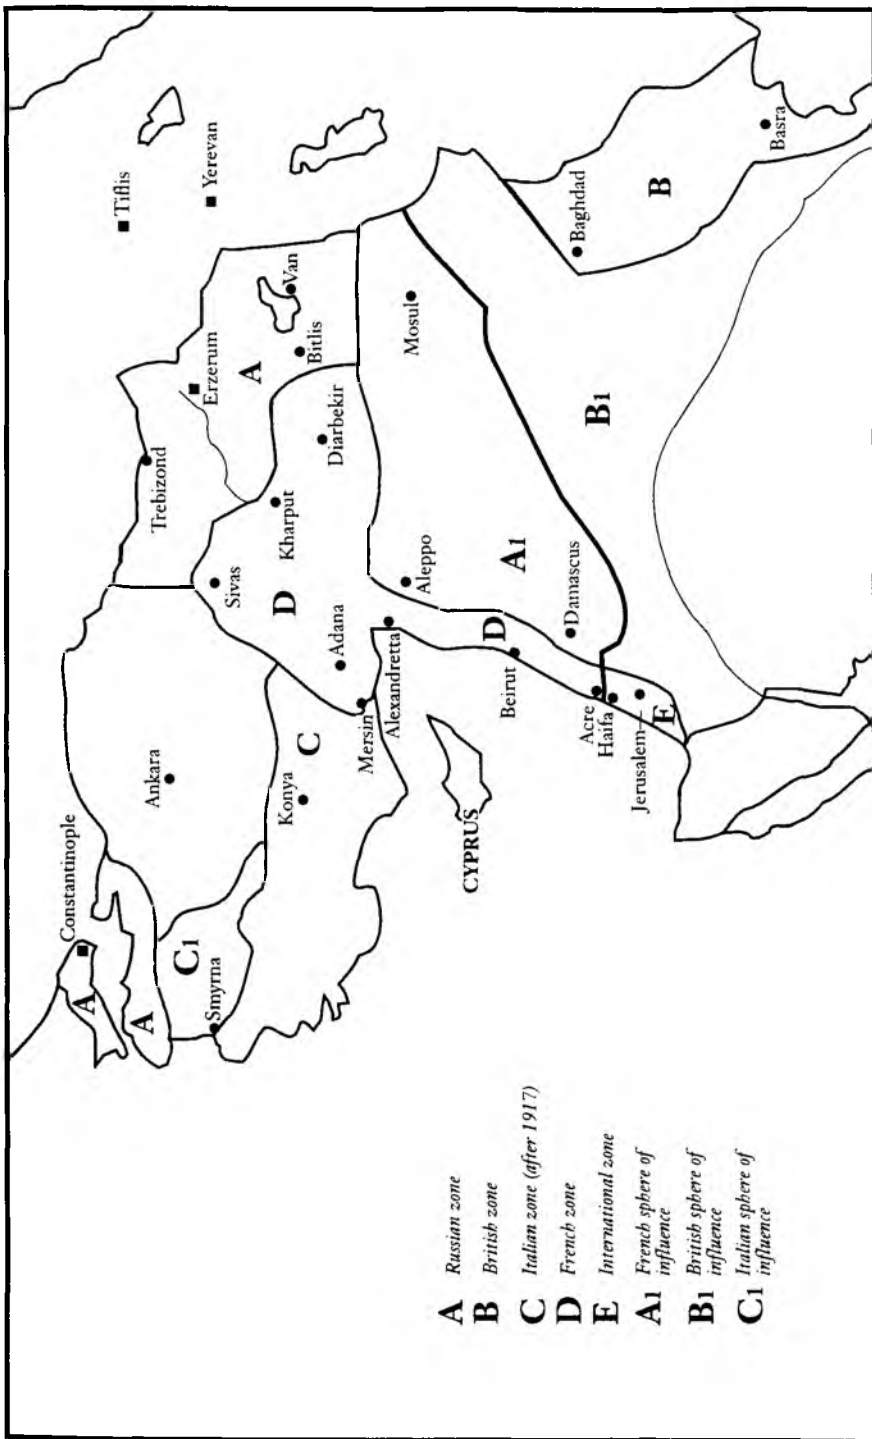 Tiflis
Yerevan
Constantinople
A
A
Trebizond
Erzerum
A
Van
Bitlis
Ankara
Sivas
Kharput
Diarbekir
D
C1
Smyrna
Konya
C
Adana
Mersin
Alexandretta
Mosul
Aleppo
A1
CYPRUS
D
Beirut
Damascus
Acre
Haifa
Jerusalem
E
B1
Baghdad
B
Basra
A Russian zone
B British zone
C Italian zone (after 1917)
D French zone
E International zone
A1 French sphere of
influence
B1 British sphere of
influence
C1 Italian sphere of
influence